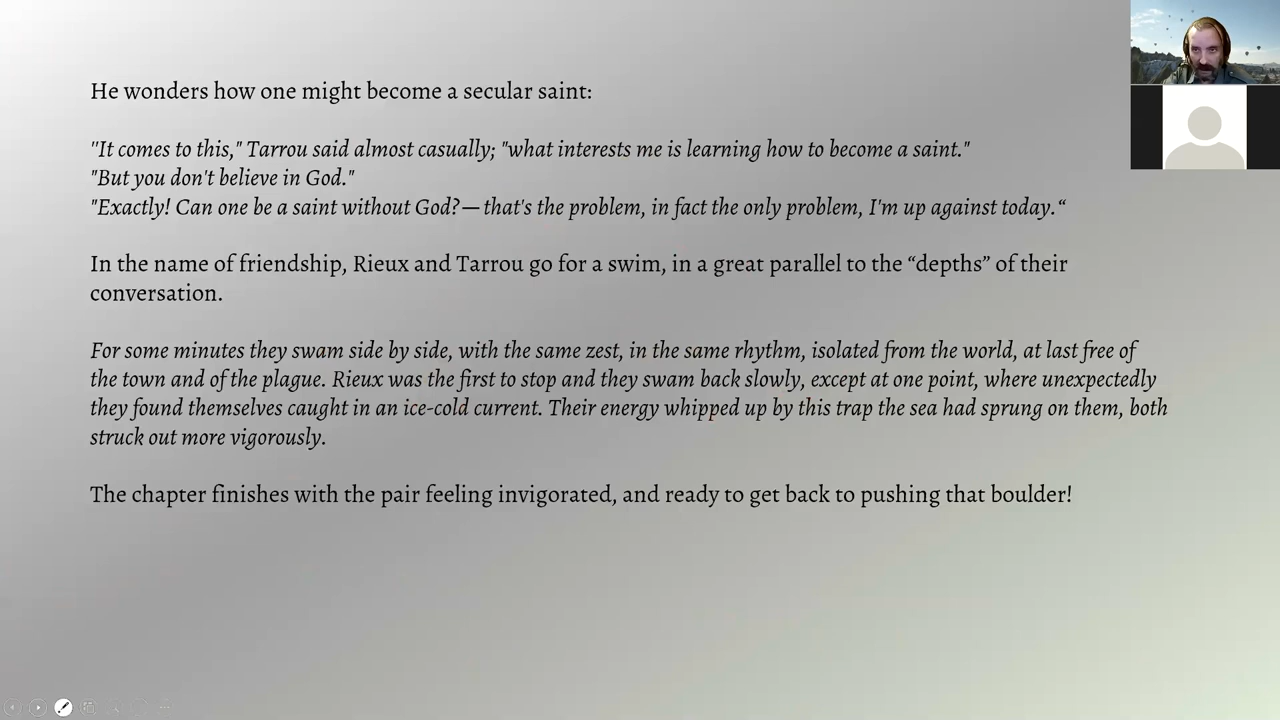 He wonders how one might become a secular saint:
"It comes to this," Tarrou said almost casually; "what interests me is learning how to become a saint."
"But you don't believe in God."
"Exactly! Can one be a saint without God?—that's the problem, in fact the only problem, I'm up against today.“
In the name of friendship, Rieux and Tarrou go for a swim, in a great parallel to the “depths” of their
conversation.
For some minutes they swam side by side, with the same zest, in the same rhythm, isolated from the world, at last free of
the town and of the plague. Rieux was the first to stop and they swam back slowly, except at one point, where unexpectedly
they found themselves caught in an ice-cold current. Their energy whipped up by this trap the sea had sprung on them, both
struck out more vigorously.
The chapter finishes with the pair feeling invigorated, and ready to get back to pushing that boulder!